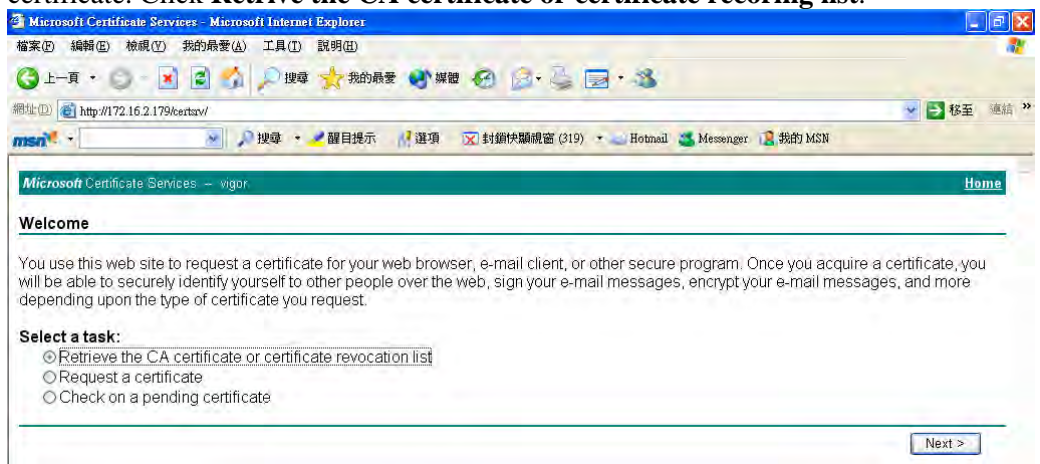 certificate. Click Retrive the CA certificate or certificate recoring list.
Microsoft Certificate Services - Microsoft Internet Explorer
檔案(F) 編輯(E) 檢視(V) 我的最愛(A) 工具(T) 說明(H)
上一頁 搜尋 我的最愛 媒體
網址(D) http://172.16.2.179/certsrv/ 移至 連結 »
msn 搜尋 醒目提示 選項 封鎖快顯視窗 (319) Hotmail Messenger 我的 MSN
Microsoft Certificate Services -- vigor Home
Welcome
You use this web site to request a certificate for your web browser, e-mail client, or other secure program. Once you acquire a certificate, you
will be able to securely identify yourself to other people over the web, sign your e-mail messages, encrypt your e-mail messages, and more
depending upon the type of certificate you request.
Select a task:
Retrieve the CA certificate or certificate revocation list
Request a certificate
Check on a pending certificate
Next >